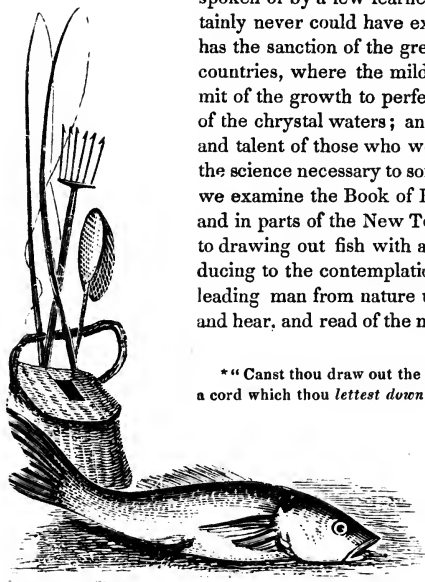 spoken of by a few learned
tainly never could have ex
has the sanction of the gre
countries, where the mild
mit of the growth to perfe
of the chrystal waters; an
and talent of those who w
the science necessary to so
we examine the Book of
and in parts of the New T
to drawing out fish with a
ducing to the contemplatio
leading man from nature u
and hear, and read of the n
*" Canst thou draw out the
a cord which thou lettest down